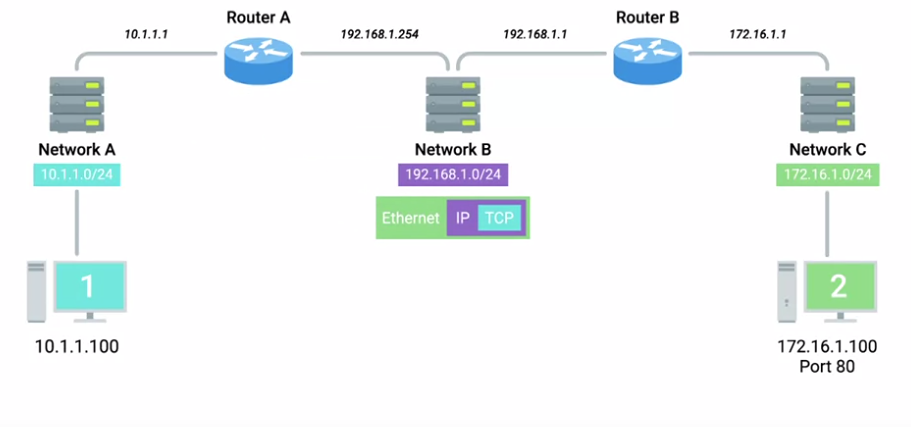 Router A
Router B
10.1.1.1
192.168.1.254
192.168.1.1
172.16.1.1
Network A
Network B
Network C
10.1.1.0/24
192.168.1.0/24
172.16.1.0/24
Ethernet IP TCP
1
2
10.1.1.100
172.16.1.100
Port 80